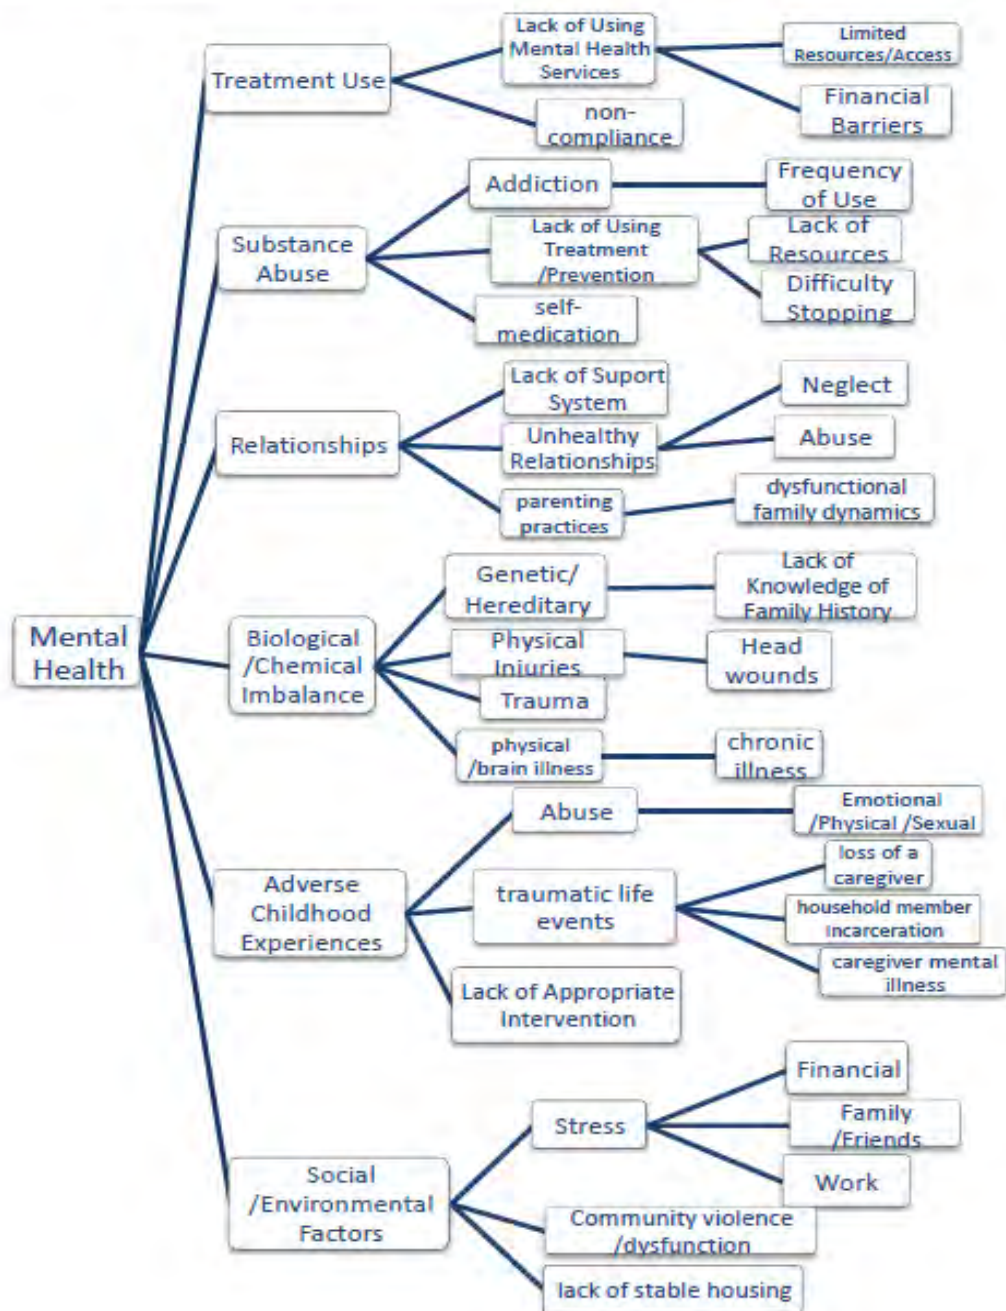 Mental
Health
Treatment Use
Lack of Using
Mental Health
Services
Limited
Resources/Access
Financial
Barriers
non-
compliance
Substance
Abuse
Addiction
Frequency
of Use
Lack of Using
Treatment
/Prevention
Lack of
Resources
Difficulty
Stopping
self-
medication
Relationships
Lack of Suport
System
Unhealthy
Relationships
Neglect
Abuse
parenting
practices
dysfunctional
family dynamics
Biological
/Chemical
Imbalance
Genetic/
Hereditary
Lack of
Knowledge of
Family History
Physical
Injuries
Head
wounds
Trauma
physical
/brain illness
chronic
illness
Adverse
Childhood
Experiences
Abuse
Emotional
/Physical /Sexual
traumatic life
events
loss of a
caregiver
household member
incarceration
caregiver mental
illness
Lack of Appropriate
Intervention
Social
/Environmental
Factors
Stress
Financial
Family
/Friends
Work
Community violence
/dysfunction
lack of stable housing